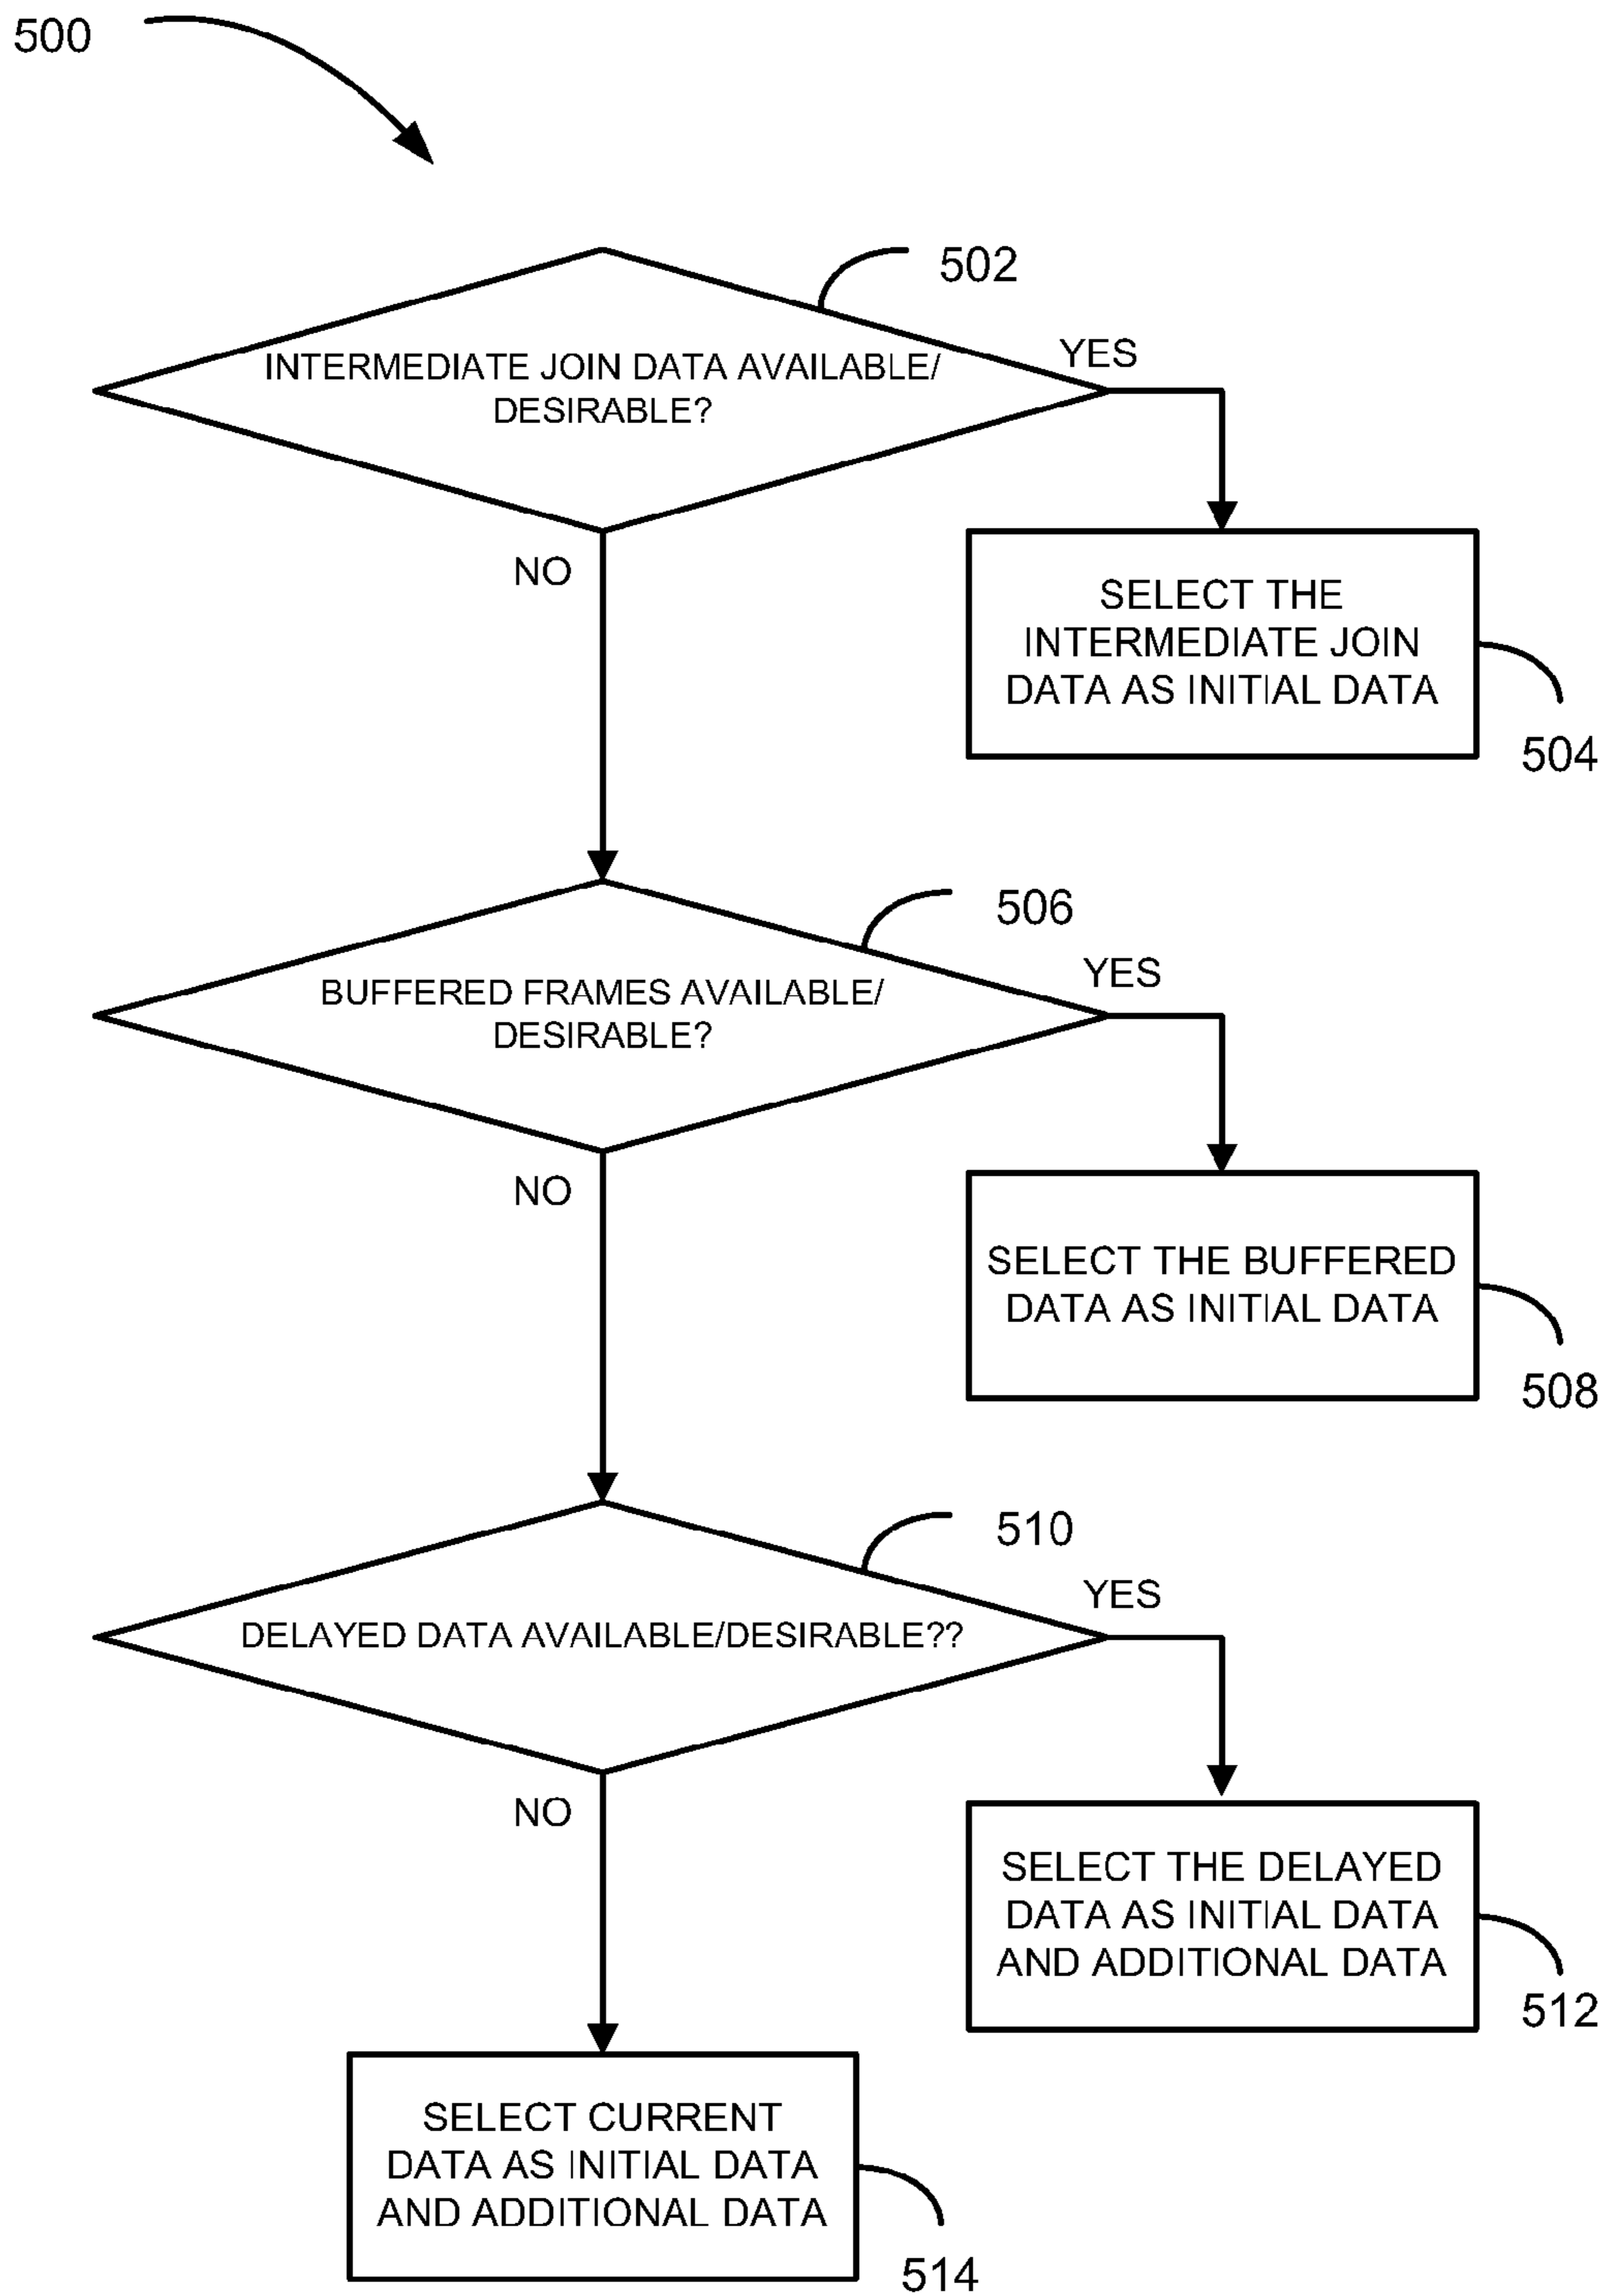 500
502
INTERMEDIATE JOIN DATA AVAILABLE/
DESIRABLE?
YES
NO
SELECT THE
INTERMEDIATE JOIN
DATA AS INITIAL DATA
504
506
BUFFERED FRAMES AVAILABLE/
DESIRABLE?
YES
NO
SELECT THE BUFFERED
DATA AS INITIAL DATA
508
510
DELAYED DATA AVAILABLE/DESIRABLE??
YES
NO
SELECT THE DELAYED
DATA AS INITIAL DATA
AND ADDITIONAL DATA
512
SELECT CURRENT
DATA AS INITIAL DATA
AND ADDITIONAL DATA
514